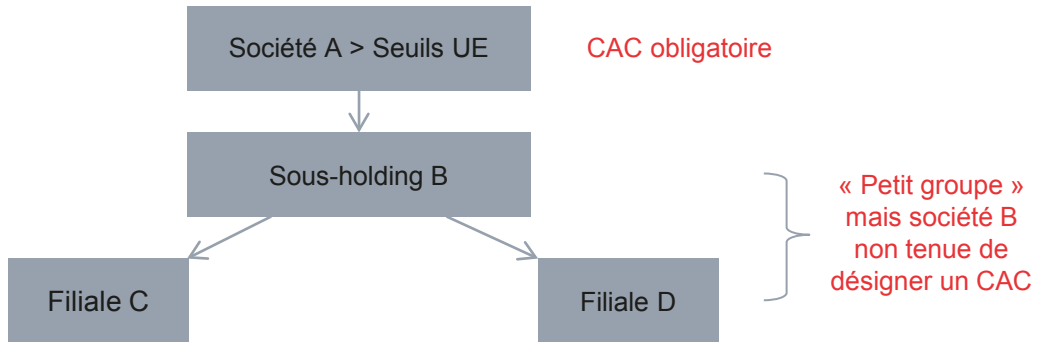 Société A > Seuils UE
CAC obligatoire
Sous-holding B
« Petit groupe »
mais société B
non tenue de
désigner un CAC
Filiale C
Filiale D